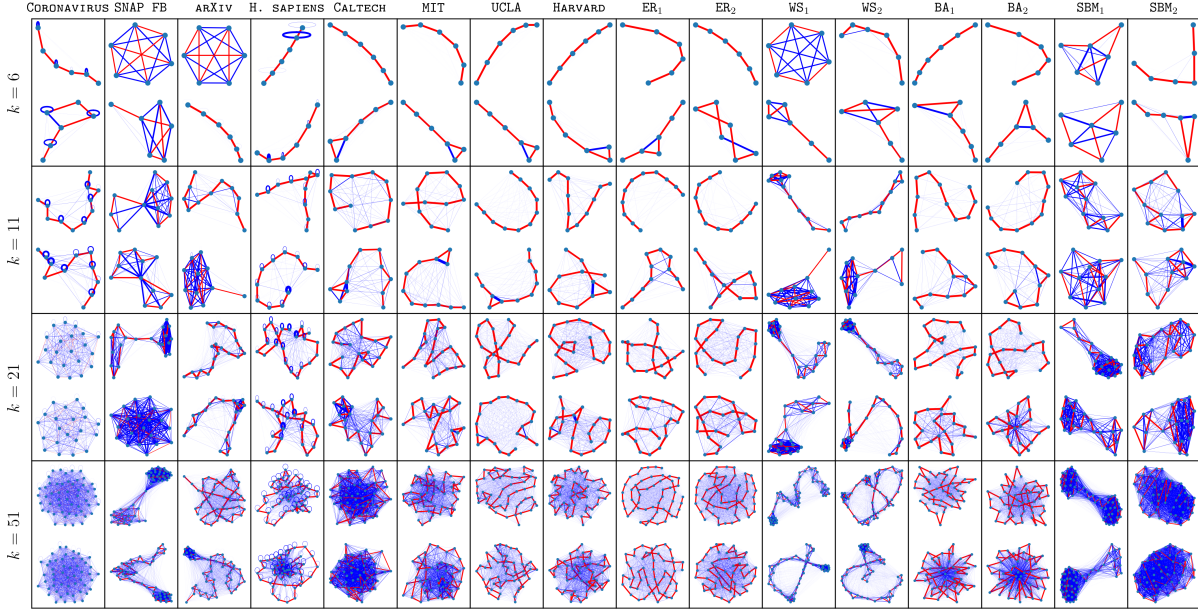 CORONAVIRUS SNAP FB ARXIV H. SAPIENS CALTECH MIT UCLA HARVARD ER₁ ER₂ WS₁ WS₂ BA₁ BA₂ SBM₁ SBM₂
k = 6
k = 11
k = 21
k = 51